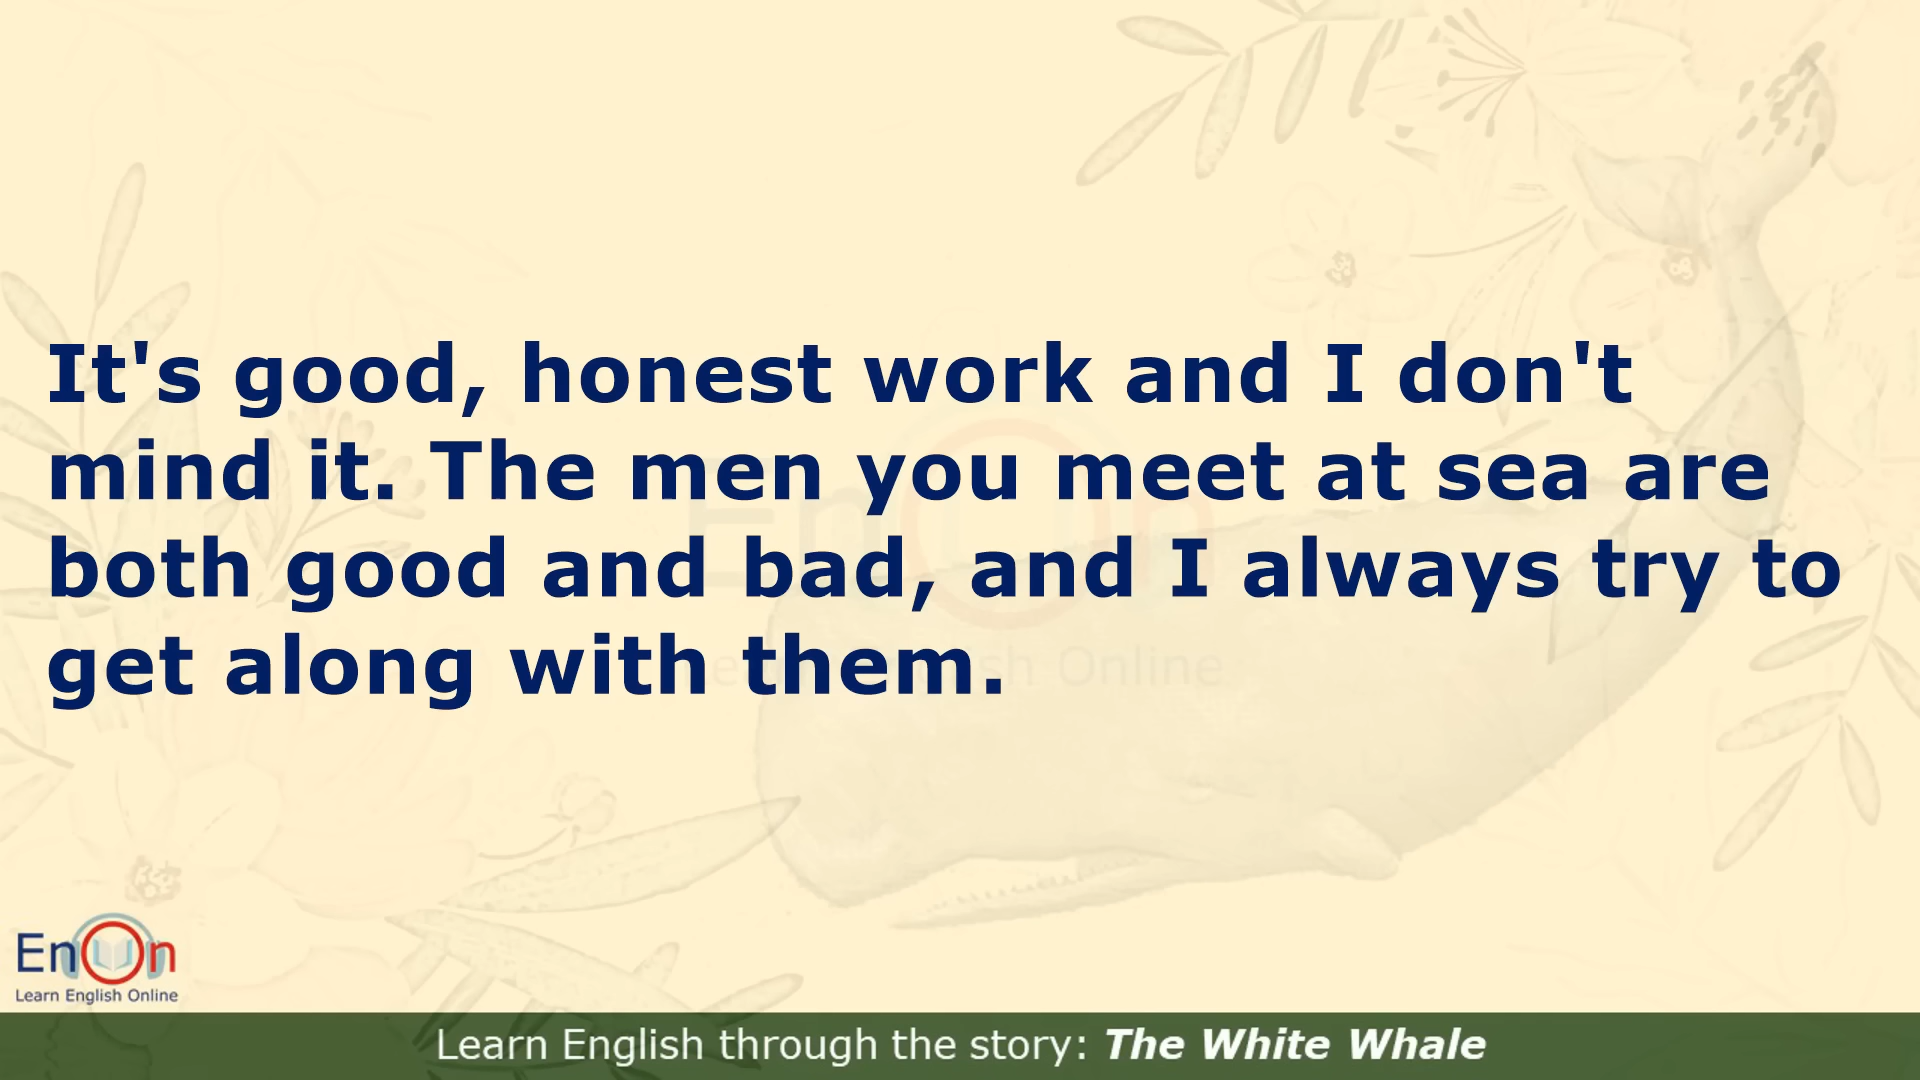 It's good, honest work and I don't
mind it. The men you meet at sea are
both good and bad, and I always try to
get along with them.
EnOn
Learn English Online
Learn English through the story: The White Whale